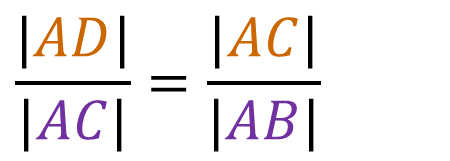 |AD| / |AC| = |AC| / |AB|